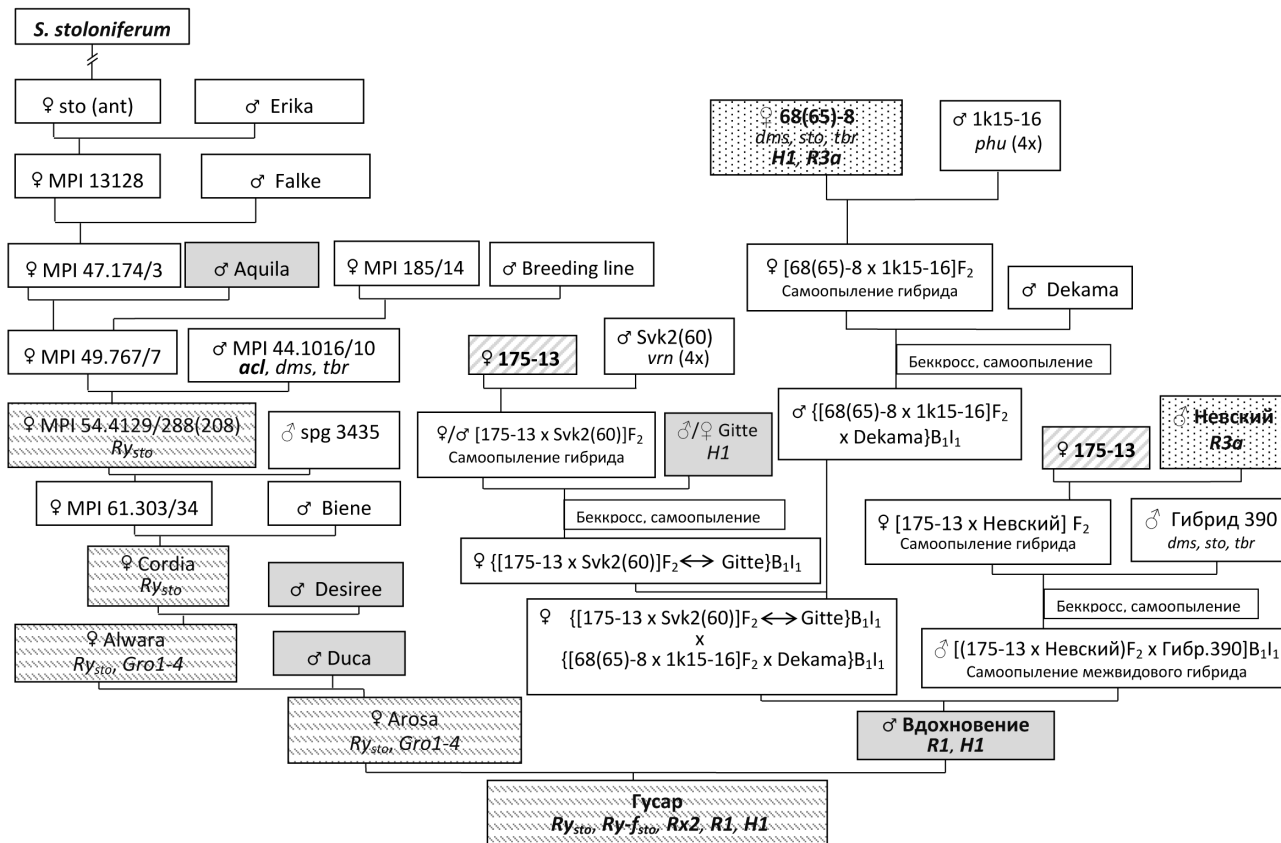 S. stoloniferum
♀ sto (ant)
♂ Erika
♀ MPI 13128
♂ Falke
♀ MPI 47.174/3
♂ Aquila
♀ MPI 185/14
♂ Breeding line
♀ MPI 49.767/7
♂ MPI 44.1016/10
acl, dms, tbr
♀ MPI 54.4129/288(208)
Ry_sto
♂ spg 3435
♀ MPI 61.303/34
♂ Biene
♀ Cordia
Ry_sto
♂ Desiree
♀ Alwara
Ry_sto, Gro1-4
♂ Duca
♀ Arosa
Ry_sto, Gro1-4
♀ 175-13
♂ Svk2(60)
vrn (4x)
♀/♂ [175-13 x Svk2(60)]F₂
Самоопыление гибрида
♂/♀ Gitte
H1
Беккросс, самоопыление
♀ {[175-13 x Svk2(60)]F₂ ↔ Gitte}B₁I₁
♀ 68(65)-8
dms, sto, tbr
H1, R3a
♂ 1k15-16
phu (4x)
♀ [68(65)-8 x 1k15-16]F₂
Самоопыление гибрида
♂ Dekama
Беккросс, самоопыление
♂ {[68(65)-8 x 1k15-16]F₂
x Dekama}B₁I₁
♀ {[175-13 x Svk2(60)]F₂ ↔ Gitte}B₁I₁
x
{[68(65)-8 x 1k15-16]F₂ x Dekama}B₁I₁
♀ 175-13
♂ Невский
R3a
♀ [175-13 x Невский] F₂
Самоопыление гибрида
♂ Гибрид 390
dms, sto, tbr
Беккросс, самоопыление
♂ [(175-13 x Невский)F₂ x Гибр.390]B₁I₁
Самоопыление межвидового гибрида
♂ Вдохновение
R1, H1
Гусар
Ry_sto, Ry-f_sto, Rx2, R1, H1